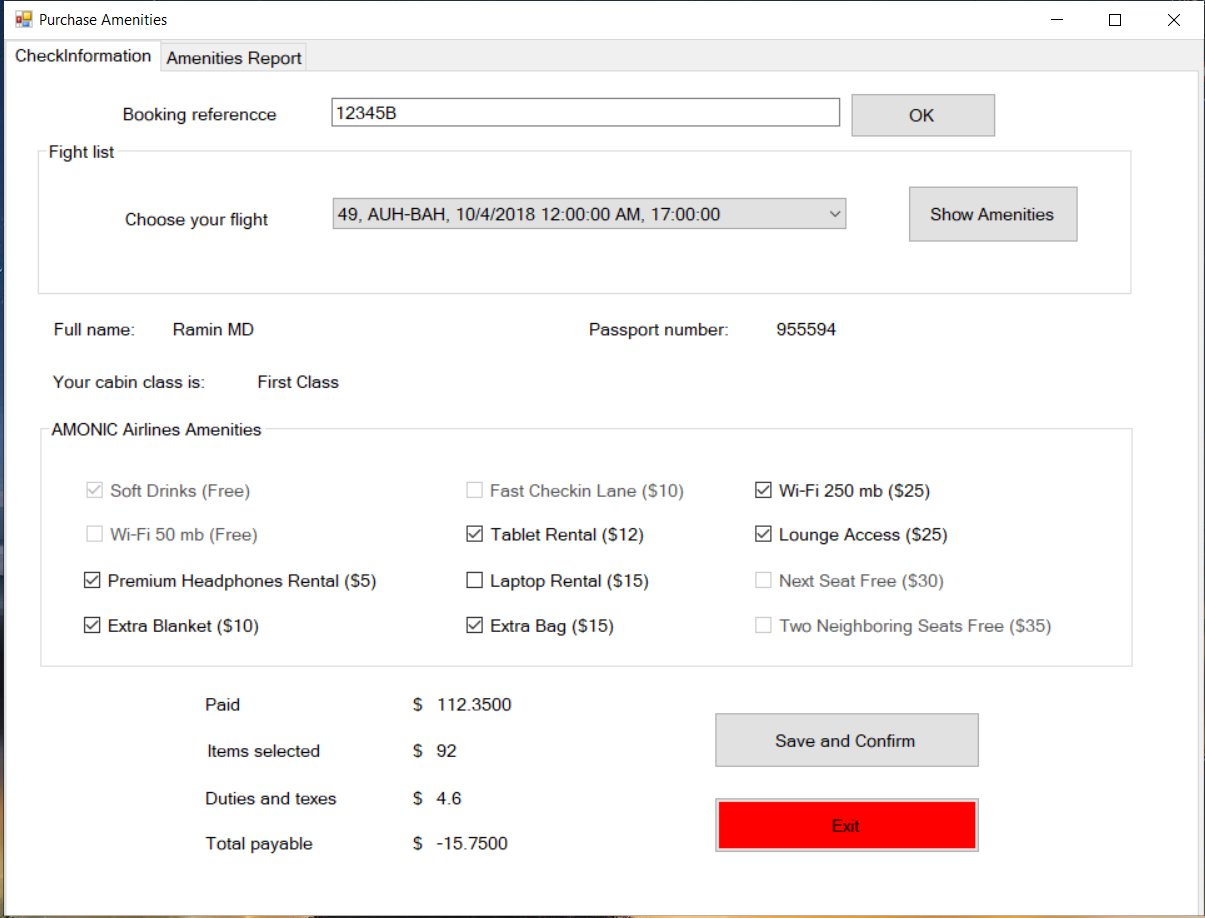 Purchase Amenities
CheckInformation Amenities Report
Booking referencce 12345B OK
Fight list
Choose your flight 49, AUH-BAH, 10/4/2018 12:00:00 AM, 17:00:00 Show Amenities
Full name: Ramin MD Passport number: 955594
Your cabin class is: First Class
AMONIC Airlines Amenities
Soft Drinks (Free) Fast Checkin Lane ($10) Wi-Fi 250 mb ($25)
Wi-Fi 50 mb (Free) Tablet Rental ($12) Lounge Access ($25)
Premium Headphones Rental ($5) Laptop Rental ($15) Next Seat Free ($30)
Extra Blanket ($10) Extra Bag ($15) Two Neighboring Seats Free ($35)
Paid $ 112.3500
Save and Confirm
Items selected $ 92
Duties and texes $ 4.6
Exit
Total payable $ -15.7500